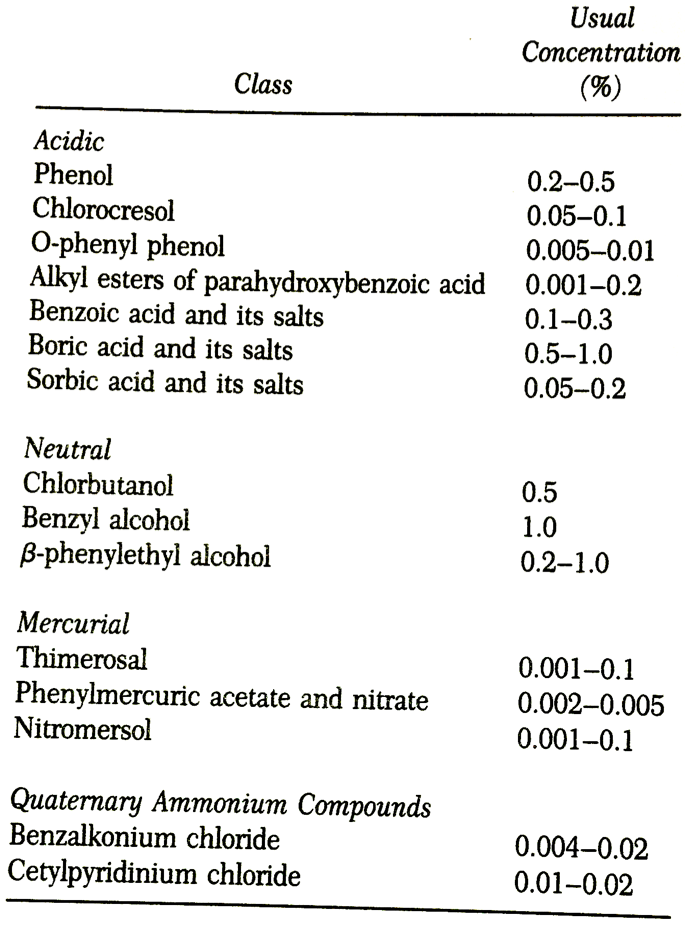 Usual
Concentration
Class (%)
Acidic
Phenol 0.2–0.5
Chlorocresol 0.05–0.1
O-phenyl phenol 0.005–0.01
Alkyl esters of parahydroxybenzoic acid 0.001–0.2
Benzoic acid and its salts 0.1–0.3
Boric acid and its salts 0.5–1.0
Sorbic acid and its salts 0.05–0.2
Neutral
Chlorbutanol 0.5
Benzyl alcohol 1.0
β-phenylethyl alcohol 0.2–1.0
Mercurial
Thimerosal 0.001–0.1
Phenylmercuric acetate and nitrate 0.002–0.005
Nitromersol 0.001–0.1
Quaternary Ammonium Compounds
Benzalkonium chloride 0.004–0.02
Cetylpyridinium chloride 0.01–0.02